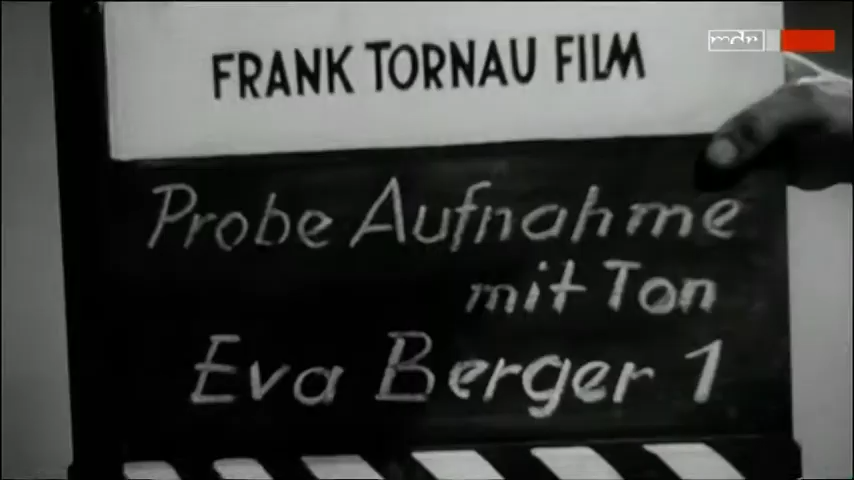 FRANK TORNAU FILM
mdr
Probe Aufnahme
mit Ton
Eva Berger 1